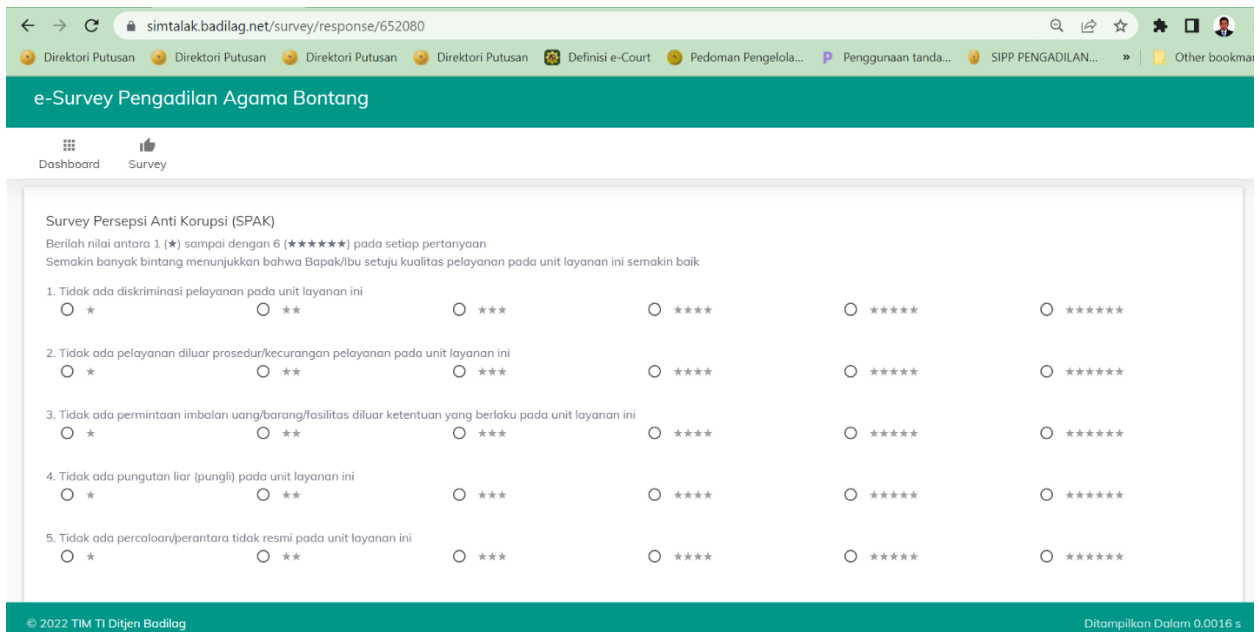 simtalak.badilag.net/survey/response/652080
Direktori Putusan Direktori Putusan Direktori Putusan Direktori Putusan Definisi e-Court Pedoman Pengelola... P Penggunaan tanda... SIPP PENGADILAN... » Other bookmar
e-Survey Pengadilan Agama Bontang
Dashboard Survey
Survey Persepsi Anti Korupsi (SPAK)
Berilah nilai antara 1 (★) sampai dengan 6 (★★★★★★) pada setiap pertanyaan
Semakin banyak bintang menunjukkan bahwa Bapak/Ibu setuju kualitas pelayanan pada unit layanan ini semakin baik
1. Tidak ada diskriminasi pelayanan pada unit layanan ini
★ ★★ ★★★ ★★★★ ★★★★★ ★★★★★★
2. Tidak ada pelayanan diluar prosedur/kecurangan pelayanan pada unit layanan ini
★ ★★ ★★★ ★★★★ ★★★★★ ★★★★★★
3. Tidak ada permintaan imbalan uang/barang/fasilitas diluar ketentuan yang berlaku pada unit layanan ini
★ ★★ ★★★ ★★★★ ★★★★★ ★★★★★★
4. Tidak ada pungutan liar (pungli) pada unit layanan ini
★ ★★ ★★★ ★★★★ ★★★★★ ★★★★★★
5. Tidak ada percaloan/perantara tidak resmi pada unit layanan ini
★ ★★ ★★★ ★★★★ ★★★★★ ★★★★★★
© 2022 TIM TI Ditjen Badilag Ditampilkan Dalam 0.0016 s